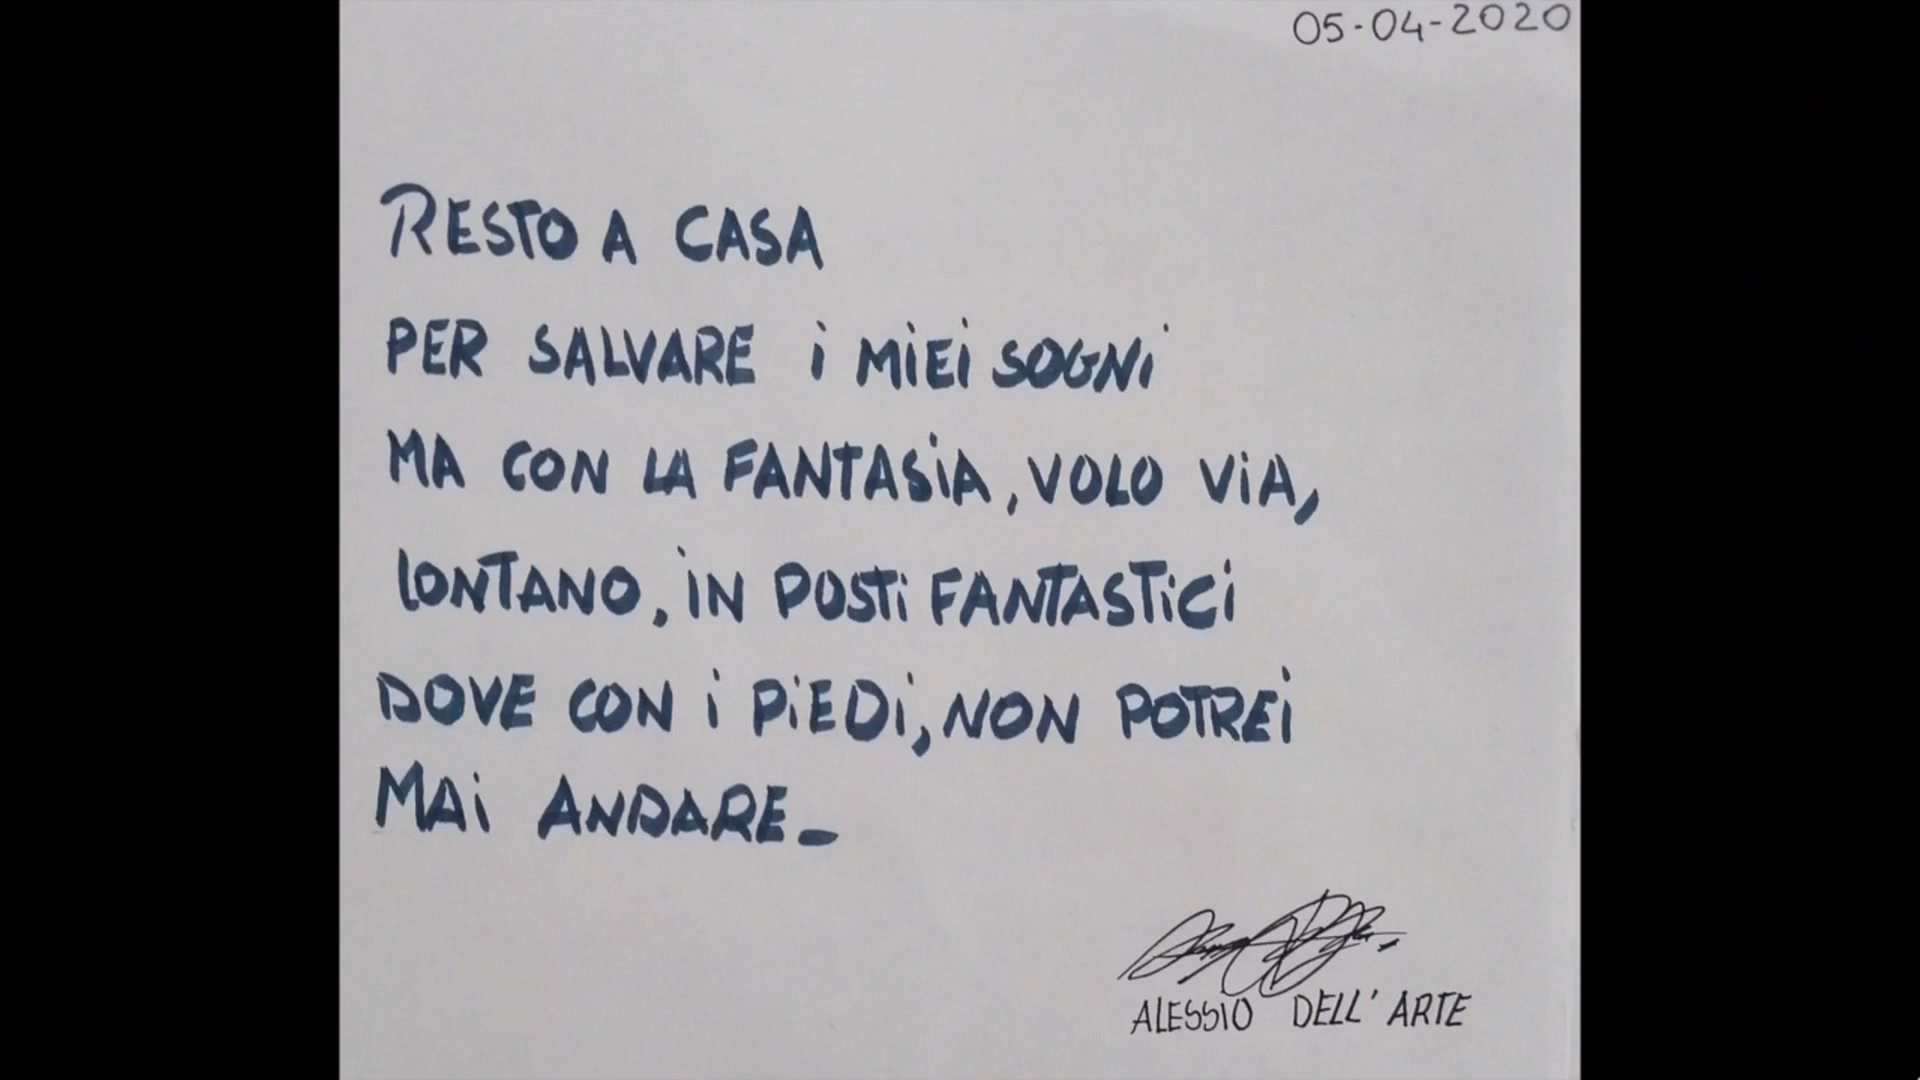 05-04-2020
RESTO A CASA
PER SALVARE i MiEi SOGNi
MA CON LA FANTASiA, VOLO ViA,
LONTANO, iN POSTi FANTASTiCi
DOVE CON i PiEDi, NON POTREi
MAi ANDARE_
ALESSIO DELL' ARTE